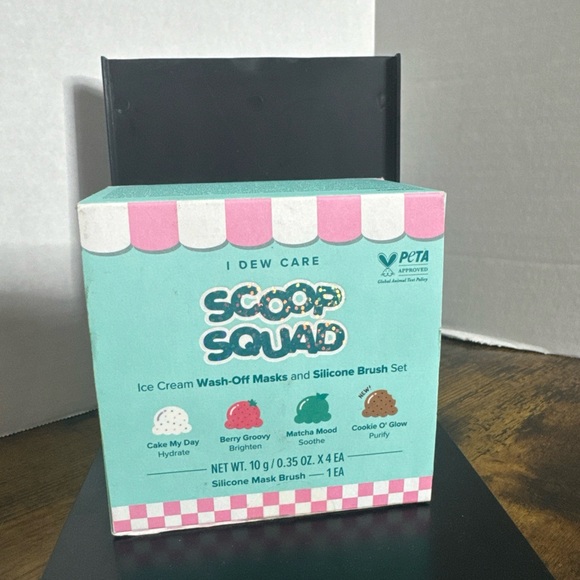 I DEW CARE
PeTA
APPROVED
Global Animal Test Policy
SCOOP
SQUAD
Ice Cream Wash-Off Masks and Silicone Brush Set
NEW!
Cake My Day
Hydrate
Berry Groovy
Brighten
Matcha Mood
Soothe
Cookie O' Glow
Purify
NET WT. 10 g / 0.35 OZ. X 4 EA
Silicone Mask Brush — 1 EA